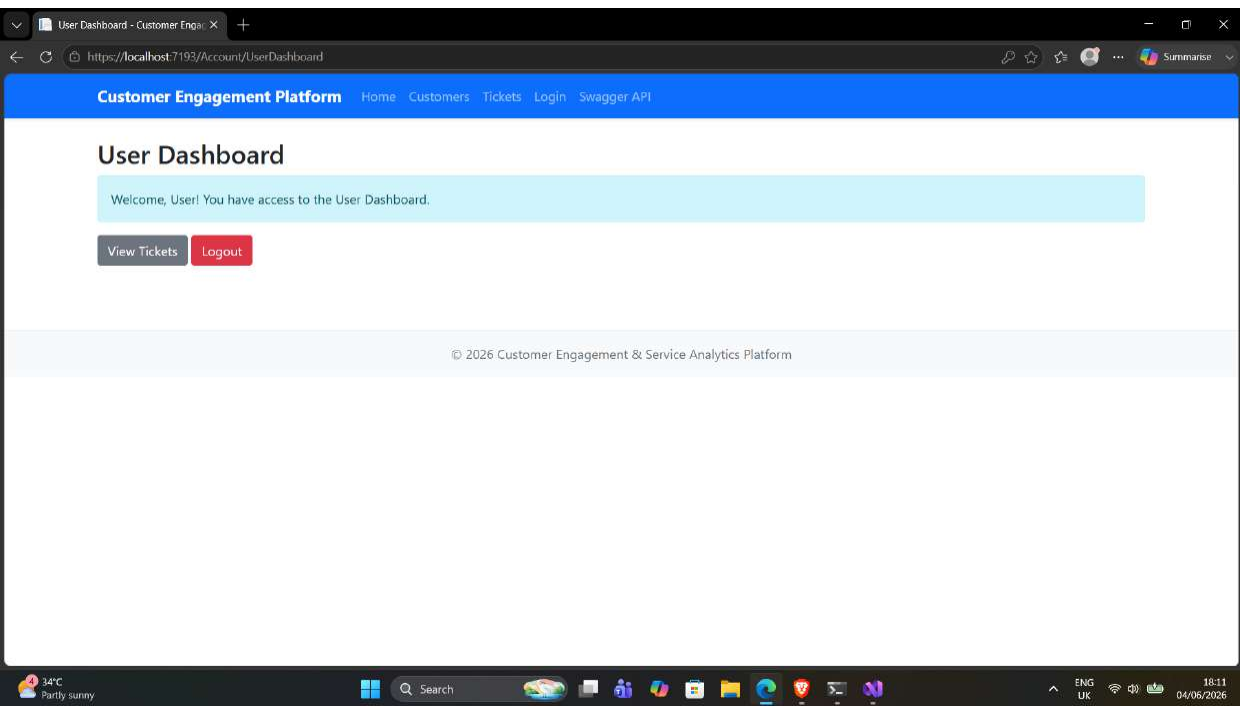 User Dashboard - Customer Engag
https://localhost:7193/Account/UserDashboard
Summarise
Customer Engagement Platform Home Customers Tickets Login Swagger API
User Dashboard
Welcome, User! You have access to the User Dashboard.
View Tickets Logout
© 2026 Customer Engagement & Service Analytics Platform
4
34°C
Partly sunny
Search
ENG
UK
18:11
04/06/2026